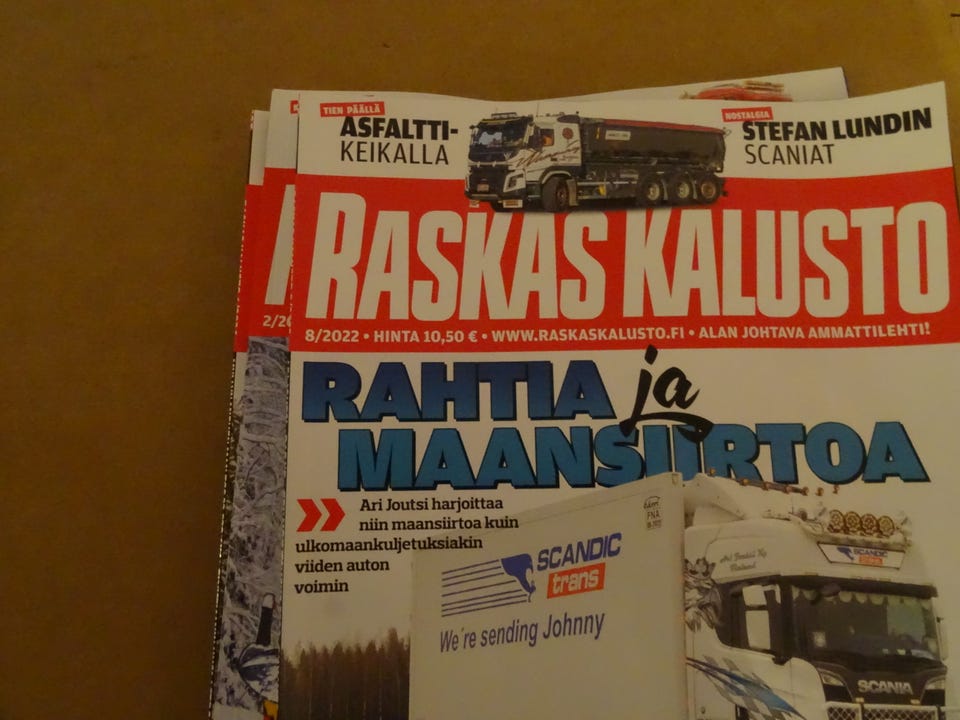 TIEN PÄÄLLÄ
ASFALTTI-
KEIKALLA
NOSTALGIA
STEFAN LUNDIN
SCANIAT
RASKAS KALUSTO
8/2022 • HINTA 10,50 € • WWW.RASKASKALUSTO.FI • ALAN JOHTAVA AMMATTILEHTI!
RAHTIA ja
MAANSIIRTOA
Ari Joutsi harjoittaa
niin maansiirtoa kuin
ulkomaankuljetuksiakin
viiden auton
voimin
SCANDIC
trans
We're sending Johnny
FNA
SCANDIC
SCANIA